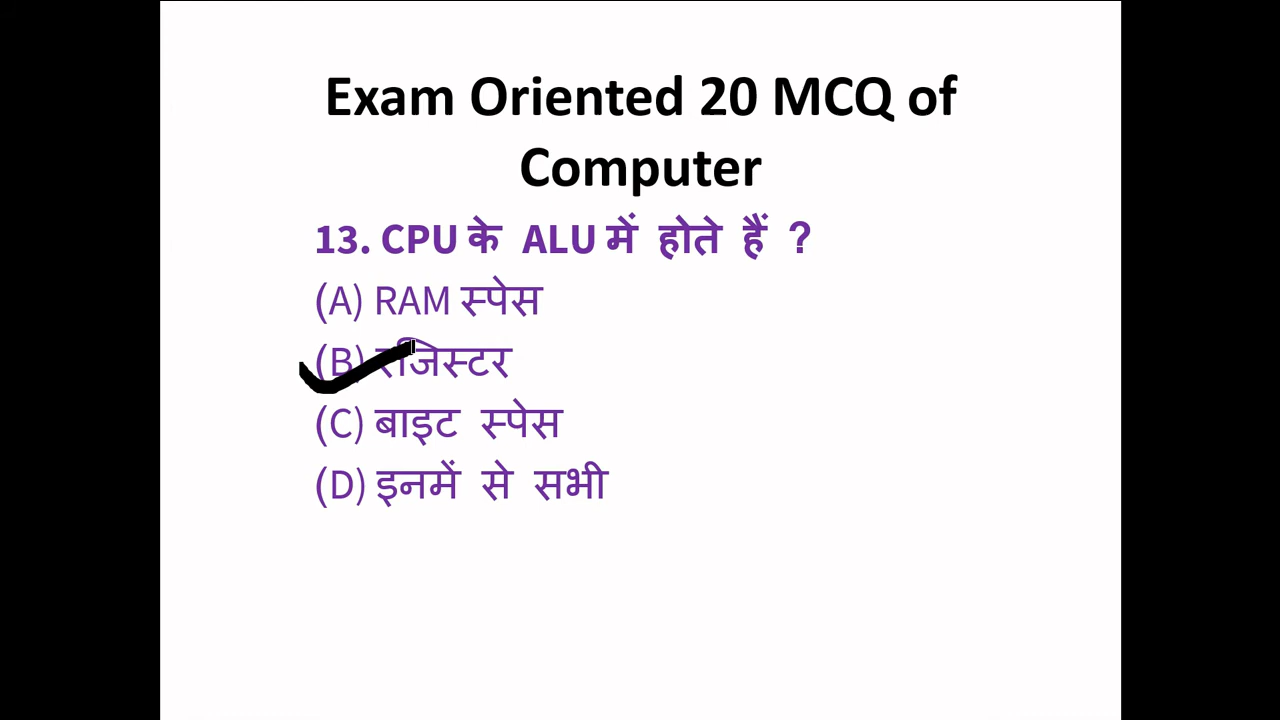 Exam Oriented 20 MCQ of
Computer
13. CPU के ALU में होते हैं ?
(A) RAM स्पेस
(B) रजिस्टर
(C) बाइट स्पेस
(D) इनमें से सभी